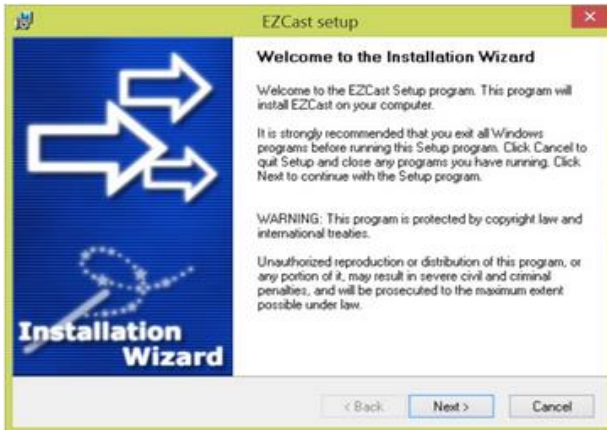 EZCast setup
Welcome to the Installation Wizard
Welcome to the EZCast Setup program. This program will
install EZCast on your computer.
It is strongly recommended that you exit all Windows
programs before running this Setup program. Click Cancel to
quit Setup and close any programs you have running. Click
Next to continue with the Setup program.
WARNING: This program is protected by copyright law and
international treaties.
Unauthorized reproduction or distribution of this program, or
any portion of it, may result in severe civil and criminal
penalties, and will be prosecuted to the maximum extent
possible under law.
Installation
Wizard
< Back
Next >
Cancel